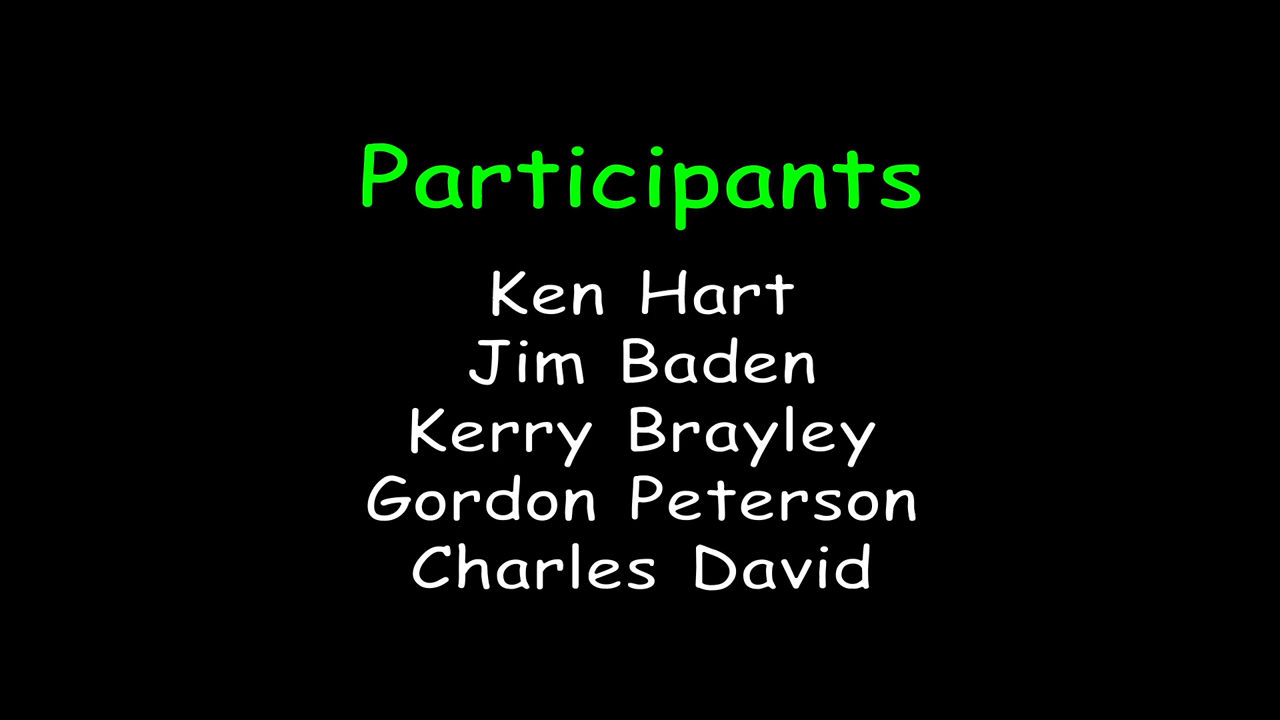 Participants
Ken Hart
Jim Baden
Kerry Brayley
Gordon Peterson
Charles David